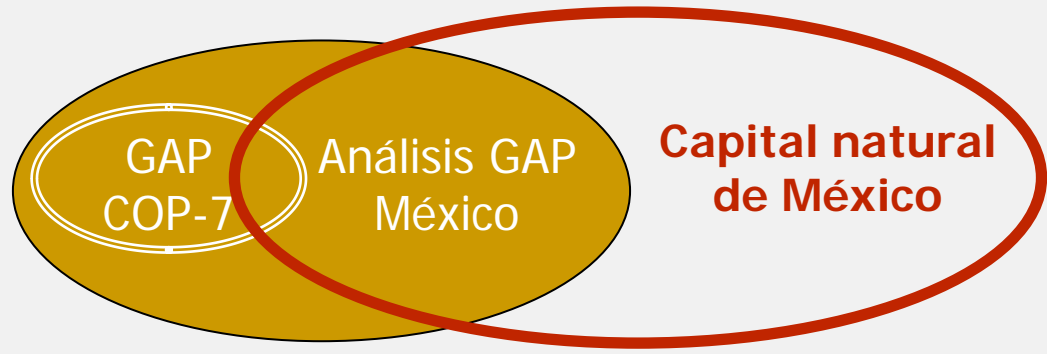 GAP
COP-7
Análisis GAP
México
Capital natural
de México